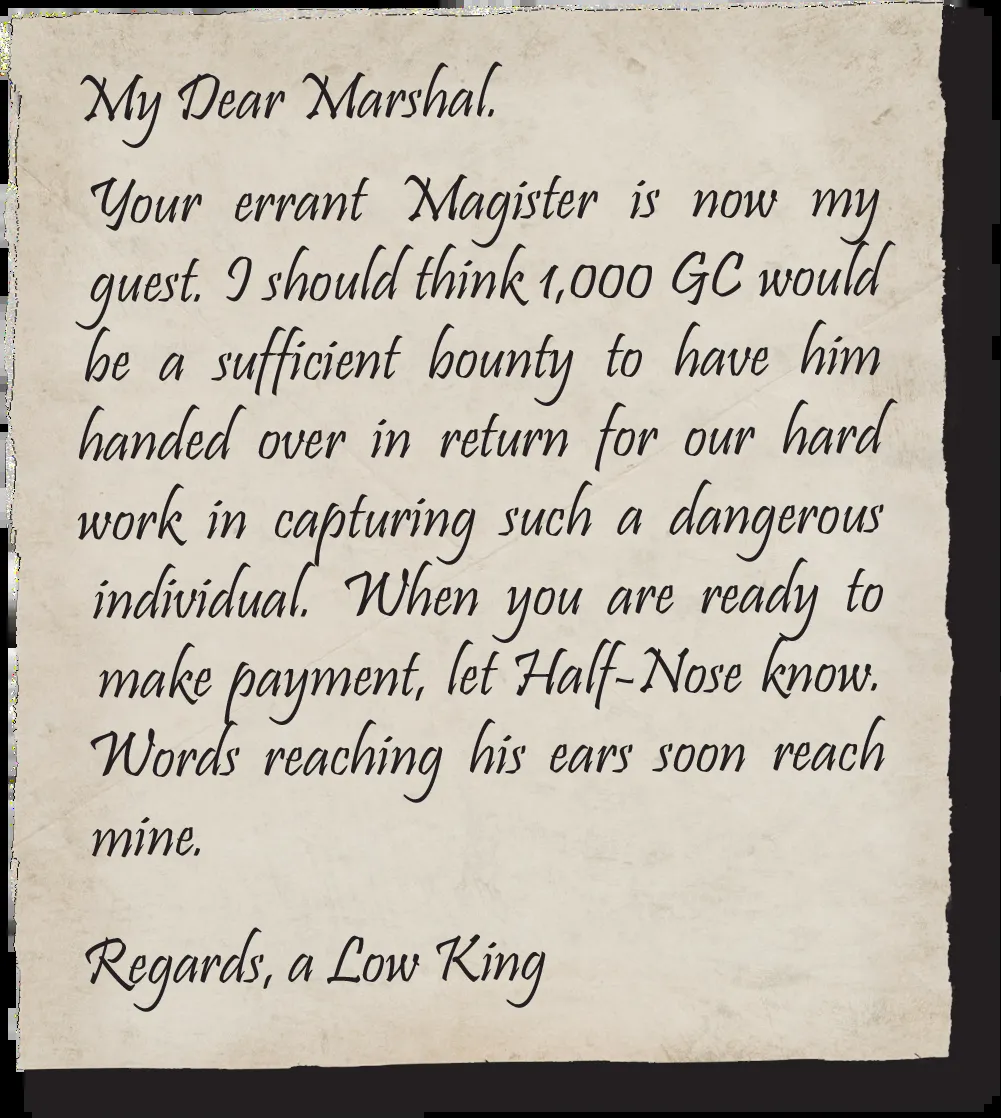 My Dear Marshal.
Your errant Magister is now my
guest. I should think 1,000 GC would
be a sufficient bounty to have him
handed over in return for our hard
work in capturing such a dangerous
individual. When you are ready to
make payment, let Half-Nose know.
Words reaching his ears soon reach
mine.
Regards, a Low King